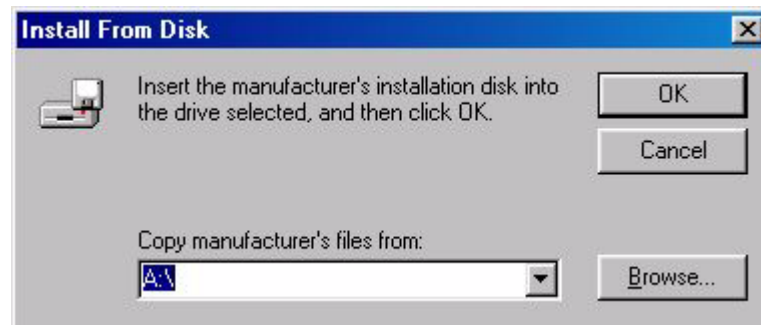 Install From Disk
Insert the manufacturer's installation disk into
the drive selected, and then click OK.
OK
Cancel
Copy manufacturer's files from:
A:\
Browse...